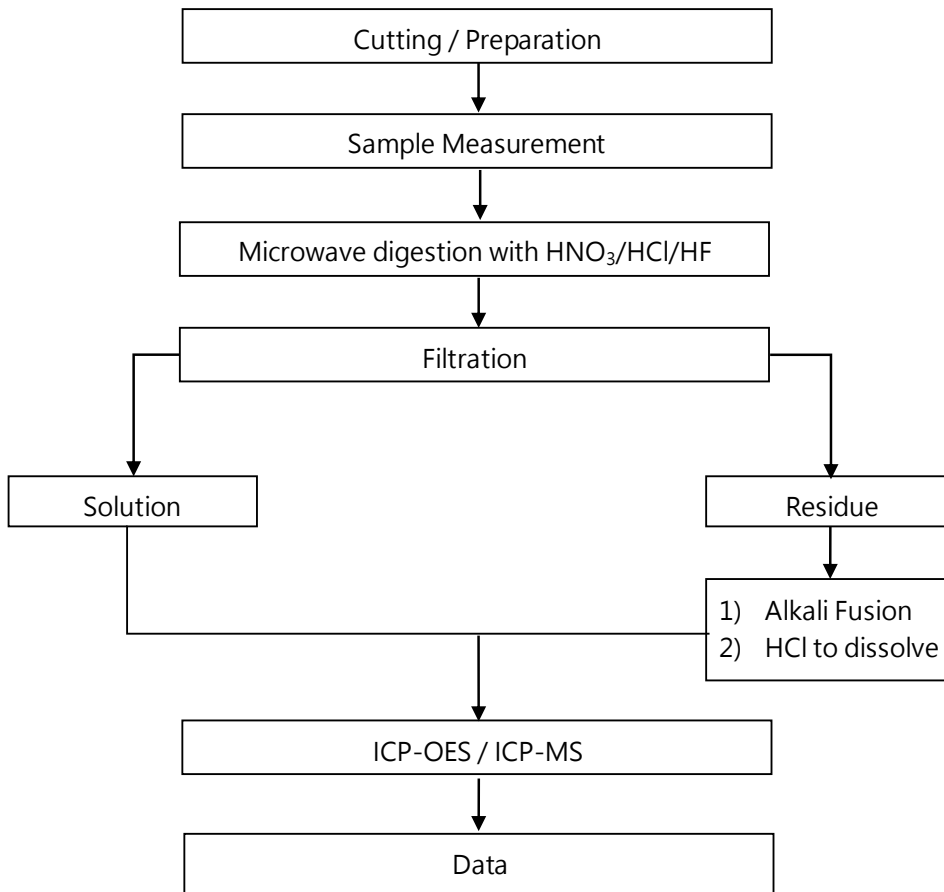 Cutting / Preparation
Sample Measurement
Microwave digestion with HNO₃/HCl/HF
Filtration
Solution
Residue
1) Alkali Fusion
2) HCl to dissolve
ICP-OES / ICP-MS
Data